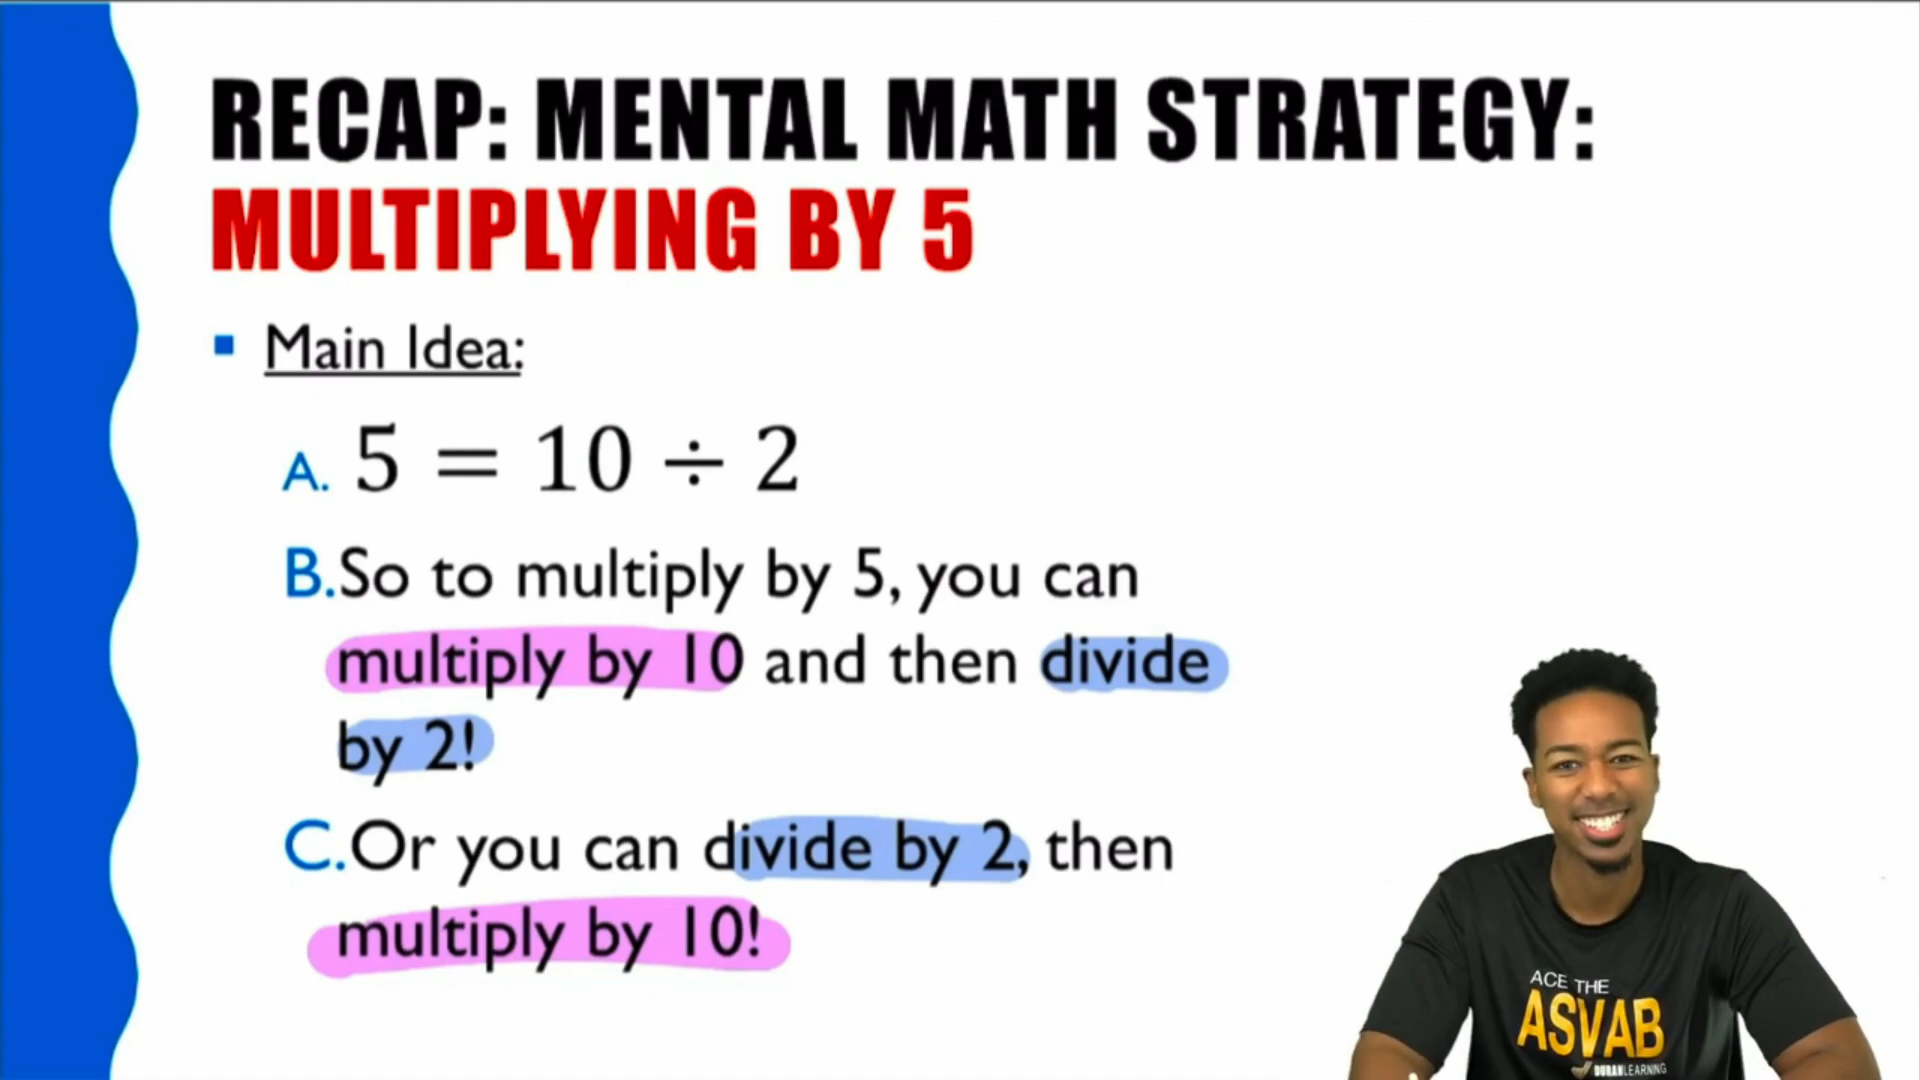 RECAP: MENTAL MATH STRATEGY:
MULTIPLYING BY 5
Main Idea:
A. 5 = 10 ÷ 2
B. So to multiply by 5, you can
multiply by 10 and then divide
by 2!
C. Or you can divide by 2, then
multiply by 10!
ACE THE
ASVAB
DURANLEARNING